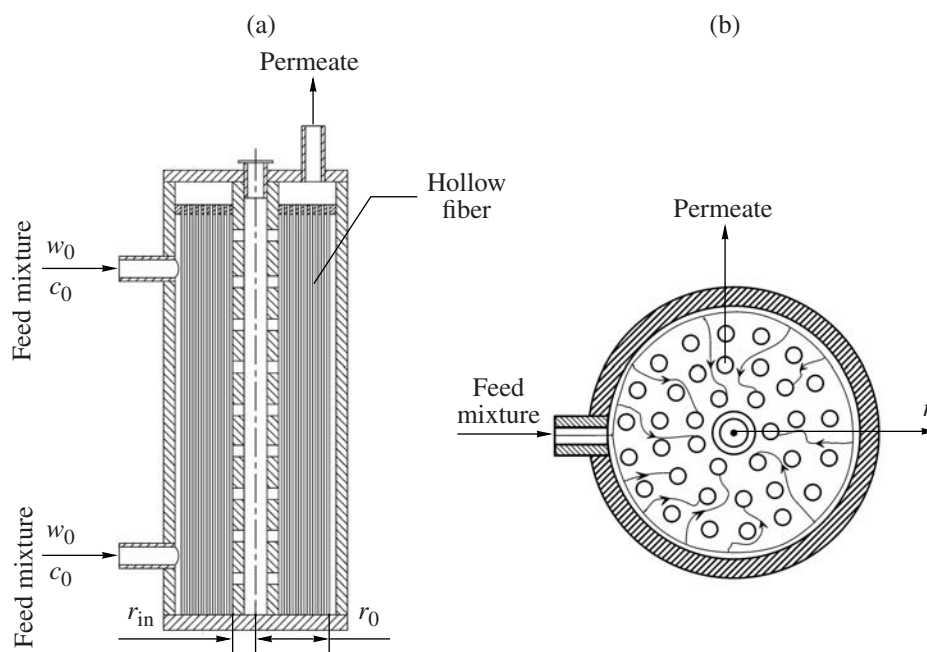 (a)
Permeate
Hollow
fiber
Feed mixture
w0
c0
Feed mixture
w0
c0
rin
r0
(b)
Permeate
Feed
mixture
r